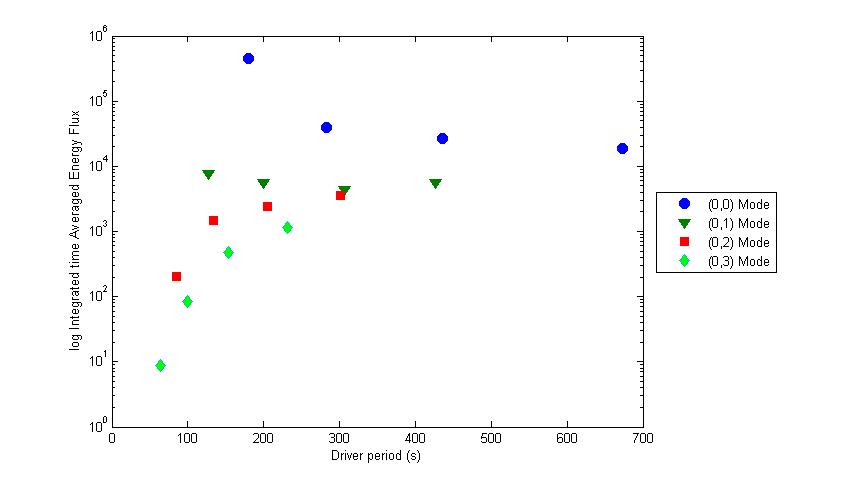 10^6
10^5
10^4
10^3
10^2
10^1
10^0
log Integrated time Averaged Energy Flux
0 100 200 300 400 500 600 700
Driver period (s)
(0,0) Mode
(0,1) Mode
(0,2) Mode
(0,3) Mode